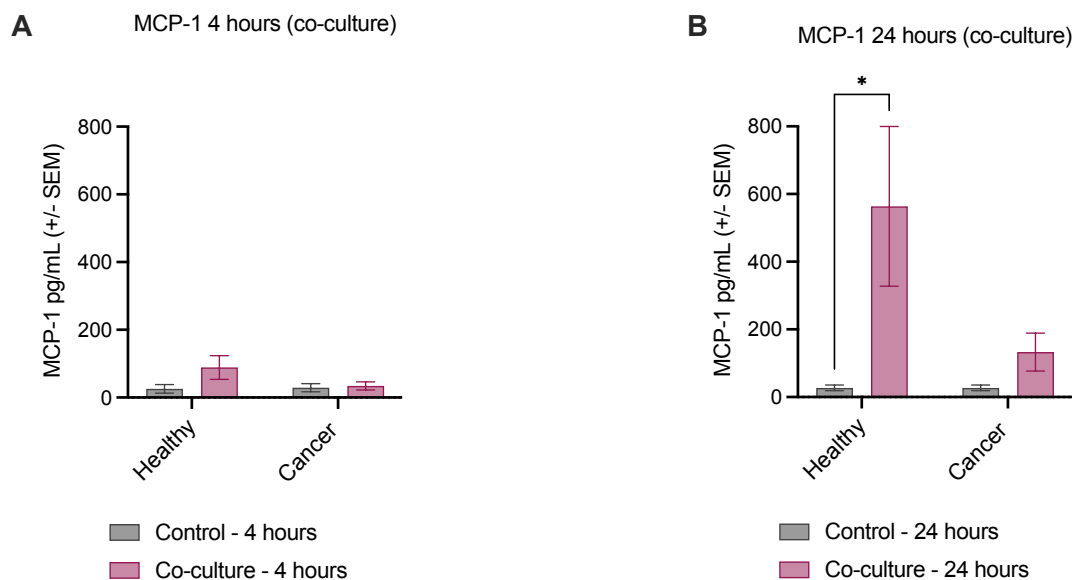 A
MCP-1 4 hours (co-culture)
MCP-1 pg/mL (+/- SEM)
800
600
400
200
0
Healthy
Cancer
Control - 4 hours
Co-culture - 4 hours
B
MCP-1 24 hours (co-culture)
*
MCP-1 pg/mL (+/- SEM)
800
600
400
200
0
Healthy
Cancer
Control - 24 hours
Co-culture - 24 hours